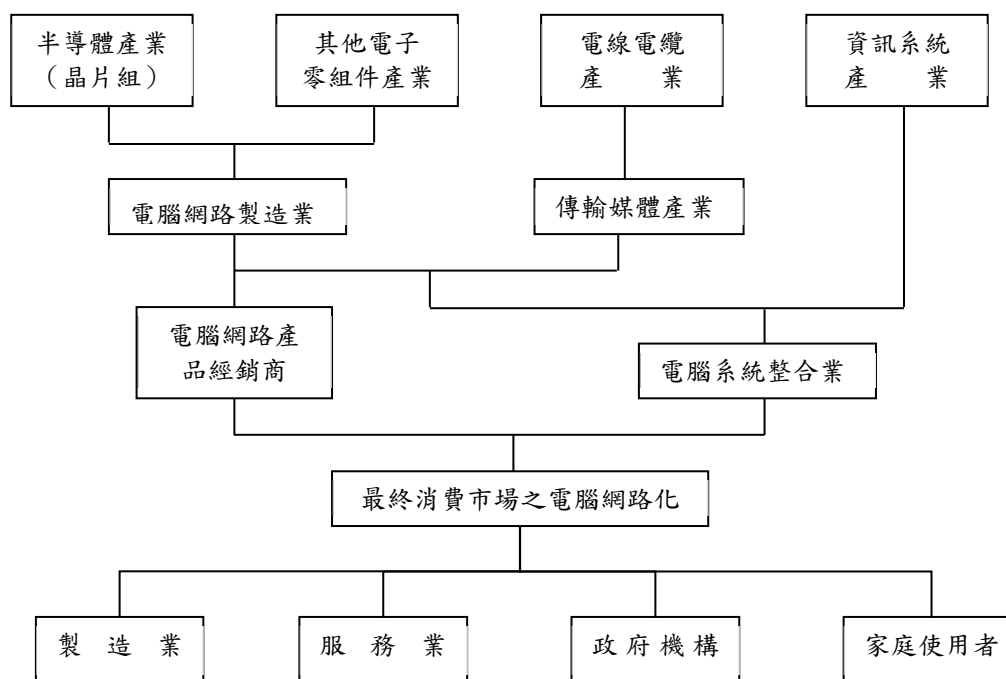 半導體產業
（晶片組）
其他電子
零組件產業
電線電纜
產業
資訊系統
產業
電腦網路製造業
傳輸媒體產業
電腦網路產
品經銷商
電腦系統整合業
最終消費市場之電腦網路化
製造業
服務業
政府機構
家庭使用者